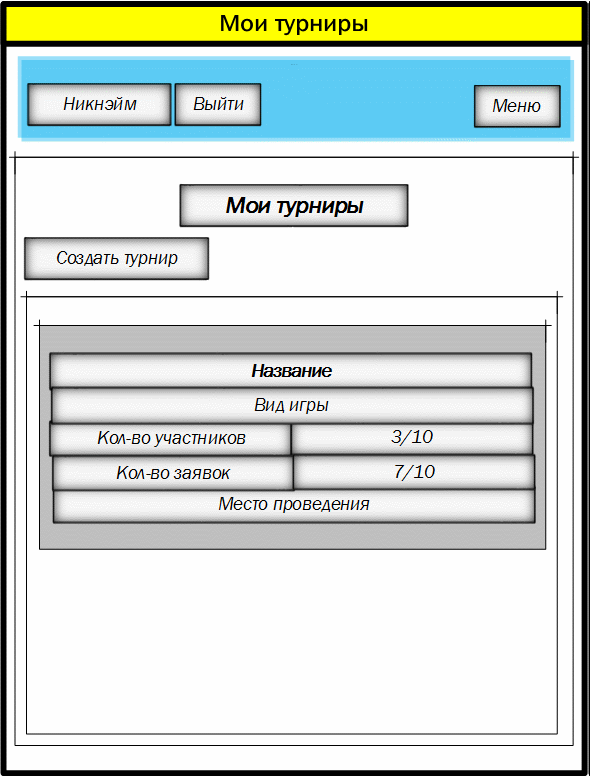 Мои турниры
Никнэйм Выйти Меню
Мои турниры
Создать турнир
Название
Вид игры
Кол-во участников 3/10
Кол-во заявок 7/10
Место проведения